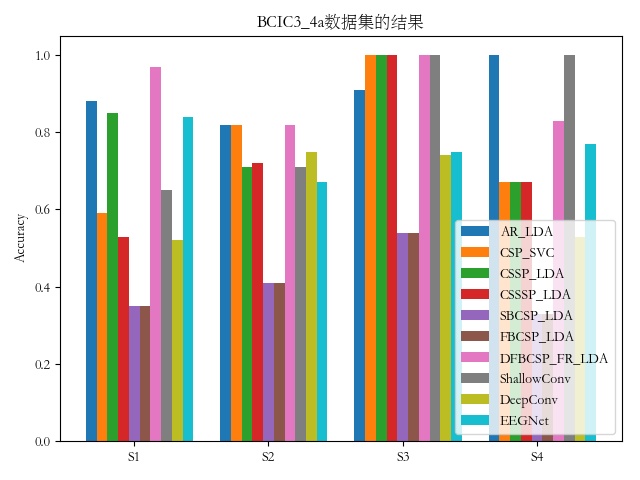 BCIC3_4a数据集的结果
Accuracy
1.0
0.8
0.6
0.4
0.2
0.0
S1
S2
S3
S4
AR_LDA
CSP_SVC
CSSP_LDA
CSSSP_LDA
SBCSP_LDA
FBCSP_LDA
DFBCSP_FR_LDA
ShallowConv
DeepConv
EEGNet